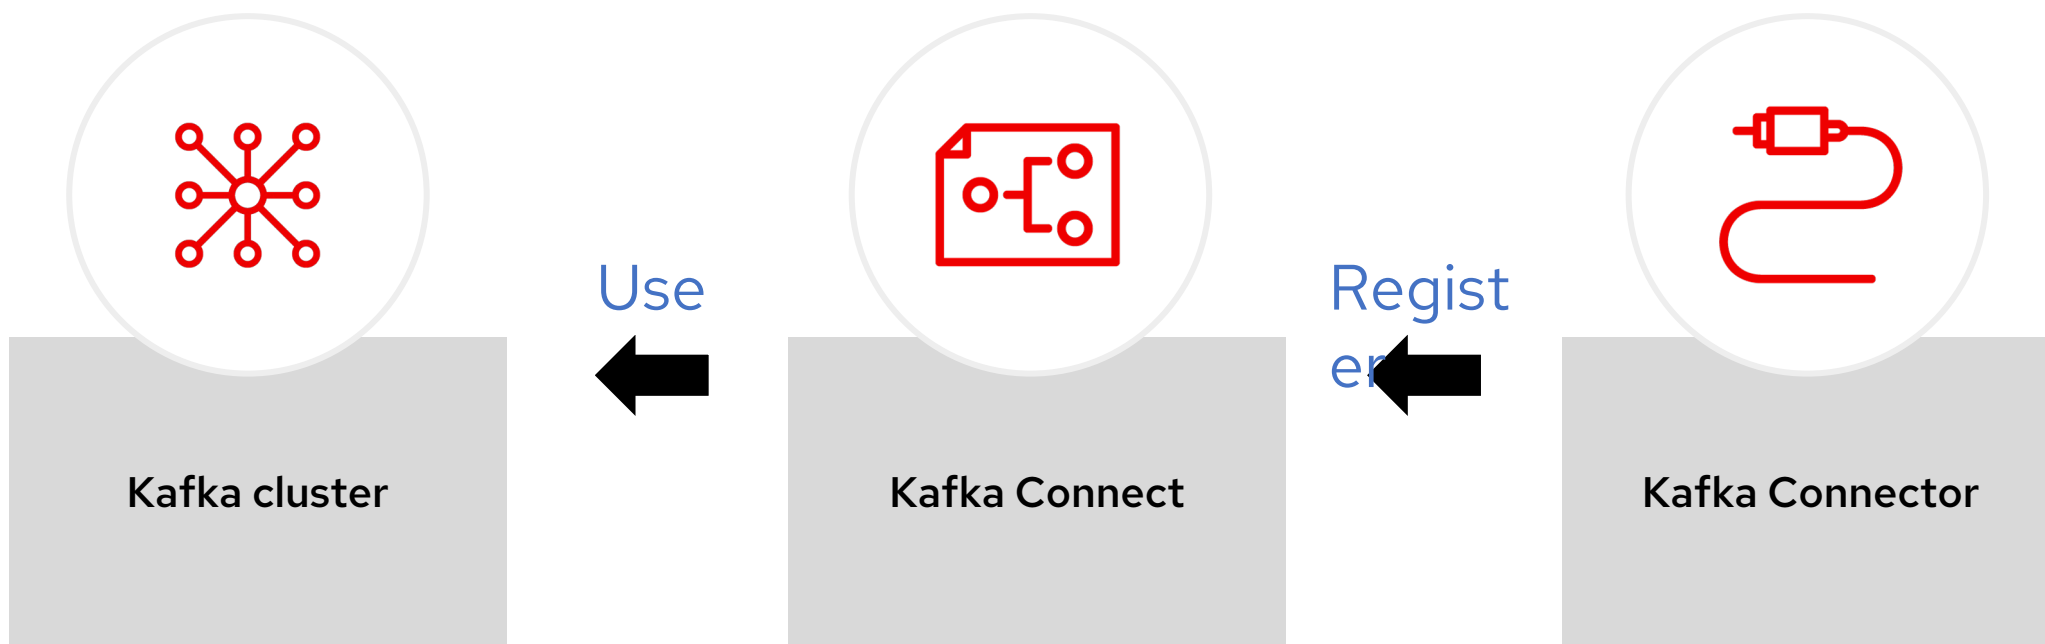 Use
Regist
er
Kafka cluster
Kafka Connect
Kafka Connector